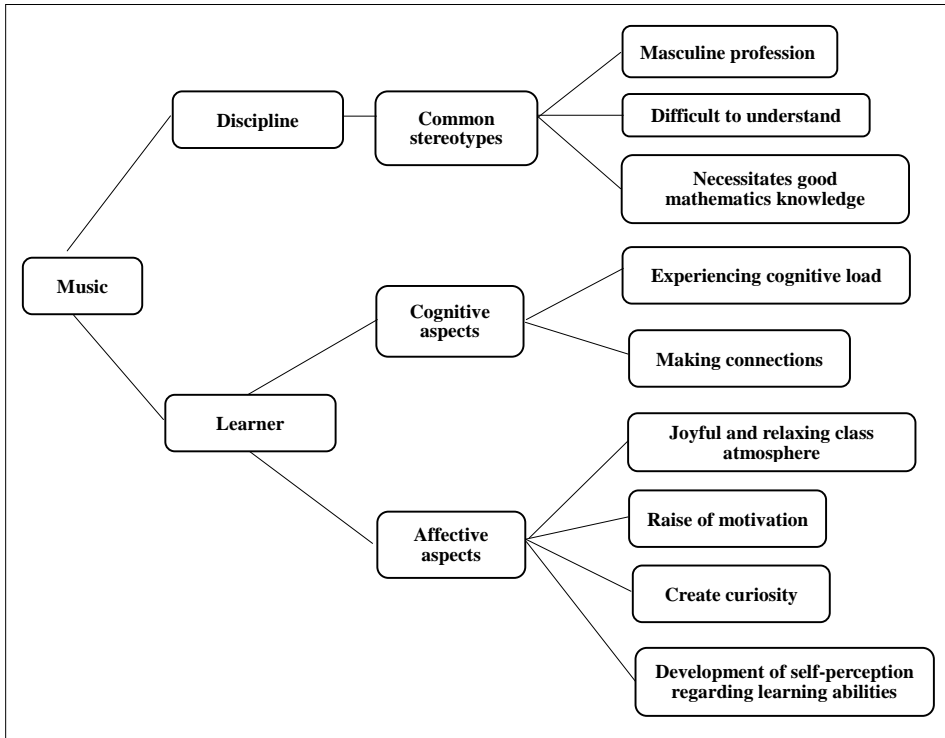 Music
Discipline
Common
stereotypes
Masculine profession
Difficult to understand
Necessitates good
mathematics knowledge
Learner
Cognitive
aspects
Experiencing cognitive load
Making connections
Affective
aspects
Joyful and relaxing class
atmosphere
Raise of motivation
Create curiosity
Development of self-perception
regarding learning abilities